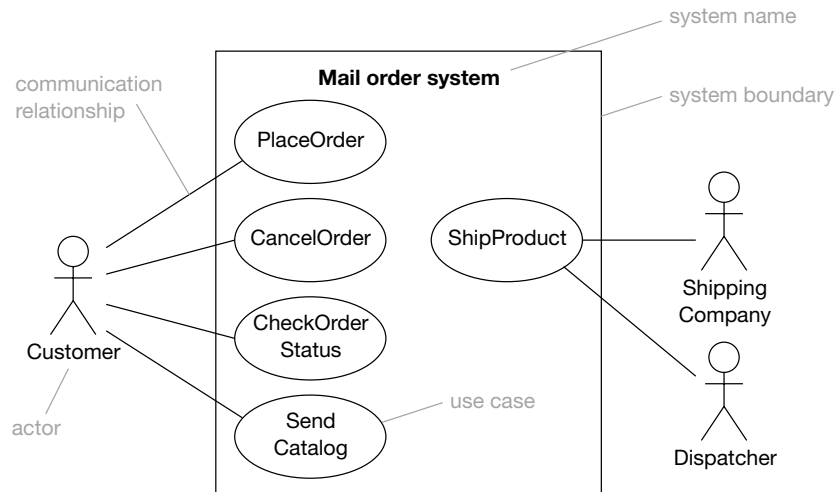 system name
communication
relationship
Mail order system
system boundary
PlaceOrder
CancelOrder
ShipProduct
Shipping
Company
CheckOrder
Status
Customer
use case
Send
Catalog
actor
Dispatcher